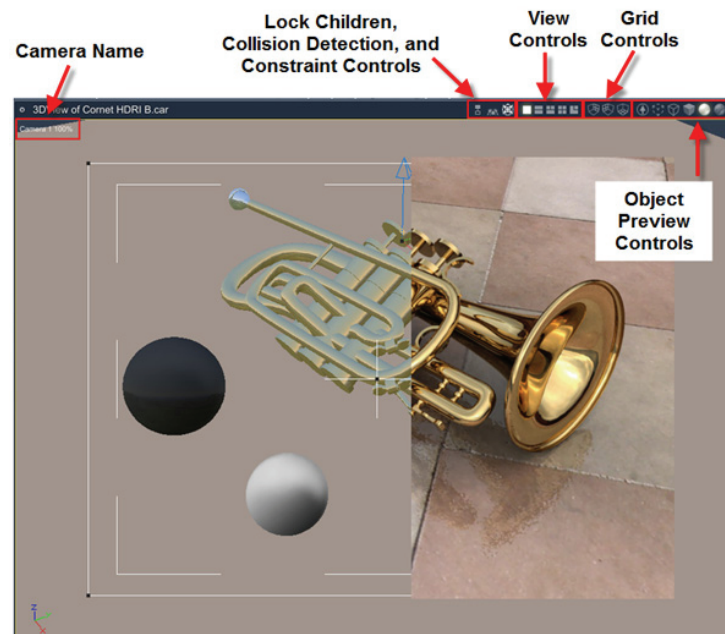 Lock Children,
Collision Detection, and
Constraint Controls
View
Controls
Grid
Controls
Camera Name
3D View of Cornet HDRI B.car
Camera 1:100%
Object
Preview
Controls
Z